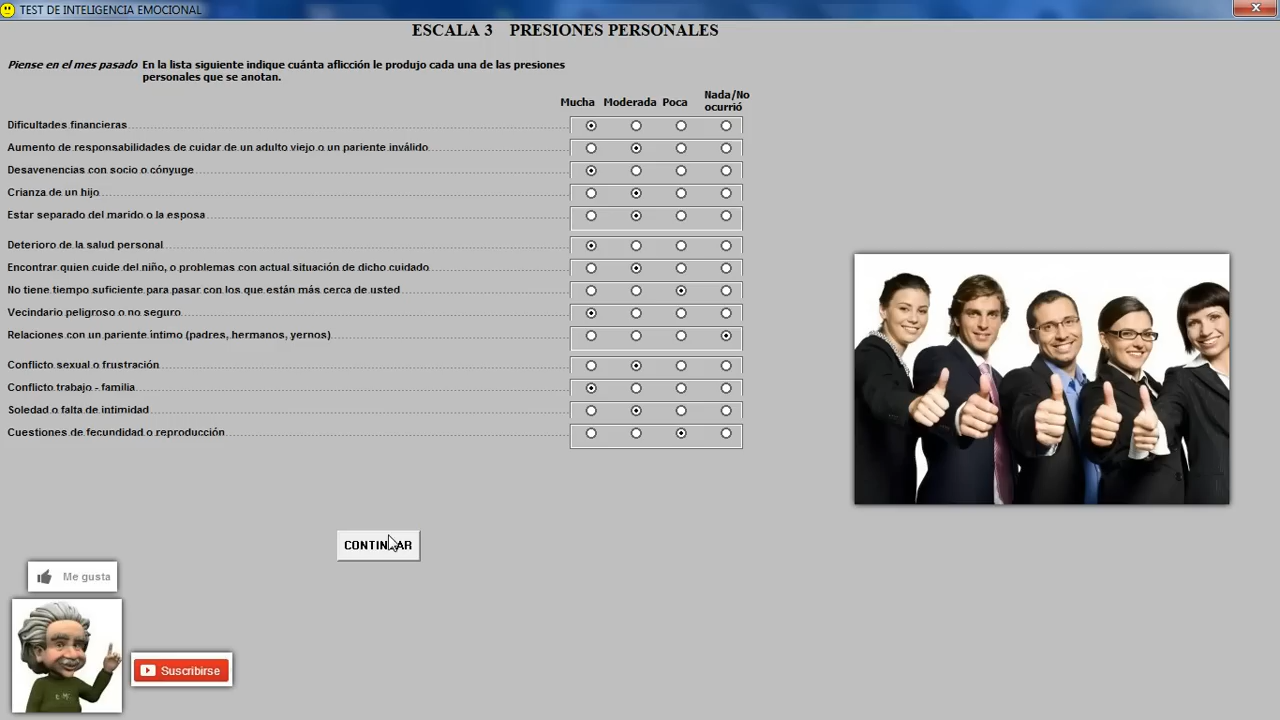 TEST DE INTELIGENCIA EMOCIONAL
ESCALA 3 PRESIONES PERSONALES
Piense en el mes pasado En la lista siguiente indique cuánta aflicción le produjo cada una de las presiones
personales que se anotan.
Mucha Moderada Poca Nada/No
ocurrió
Dificultades financieras
Aumento de responsabilidades de cuidar de un adulto viejo o un pariente inválido
Desavenencias con socio o cónyuge
Crianza de un hijo
Estar separado del marido o la esposa
Deterioro de la salud personal
Encontrar quien cuide del niño, o problemas con actual situación de dicho cuidado
No tiene tiempo suficiente para pasar con los que están más cerca de usted
Vecindario peligroso o no seguro
Relaciones con un pariente íntimo (padres, hermanos, yernos)
Conflicto sexual o frustración
Conflicto trabajo - familia
Soledad o falta de intimidad
Cuestiones de fecundidad o reproducción
CONTINUAR
Me gusta
Suscribirse